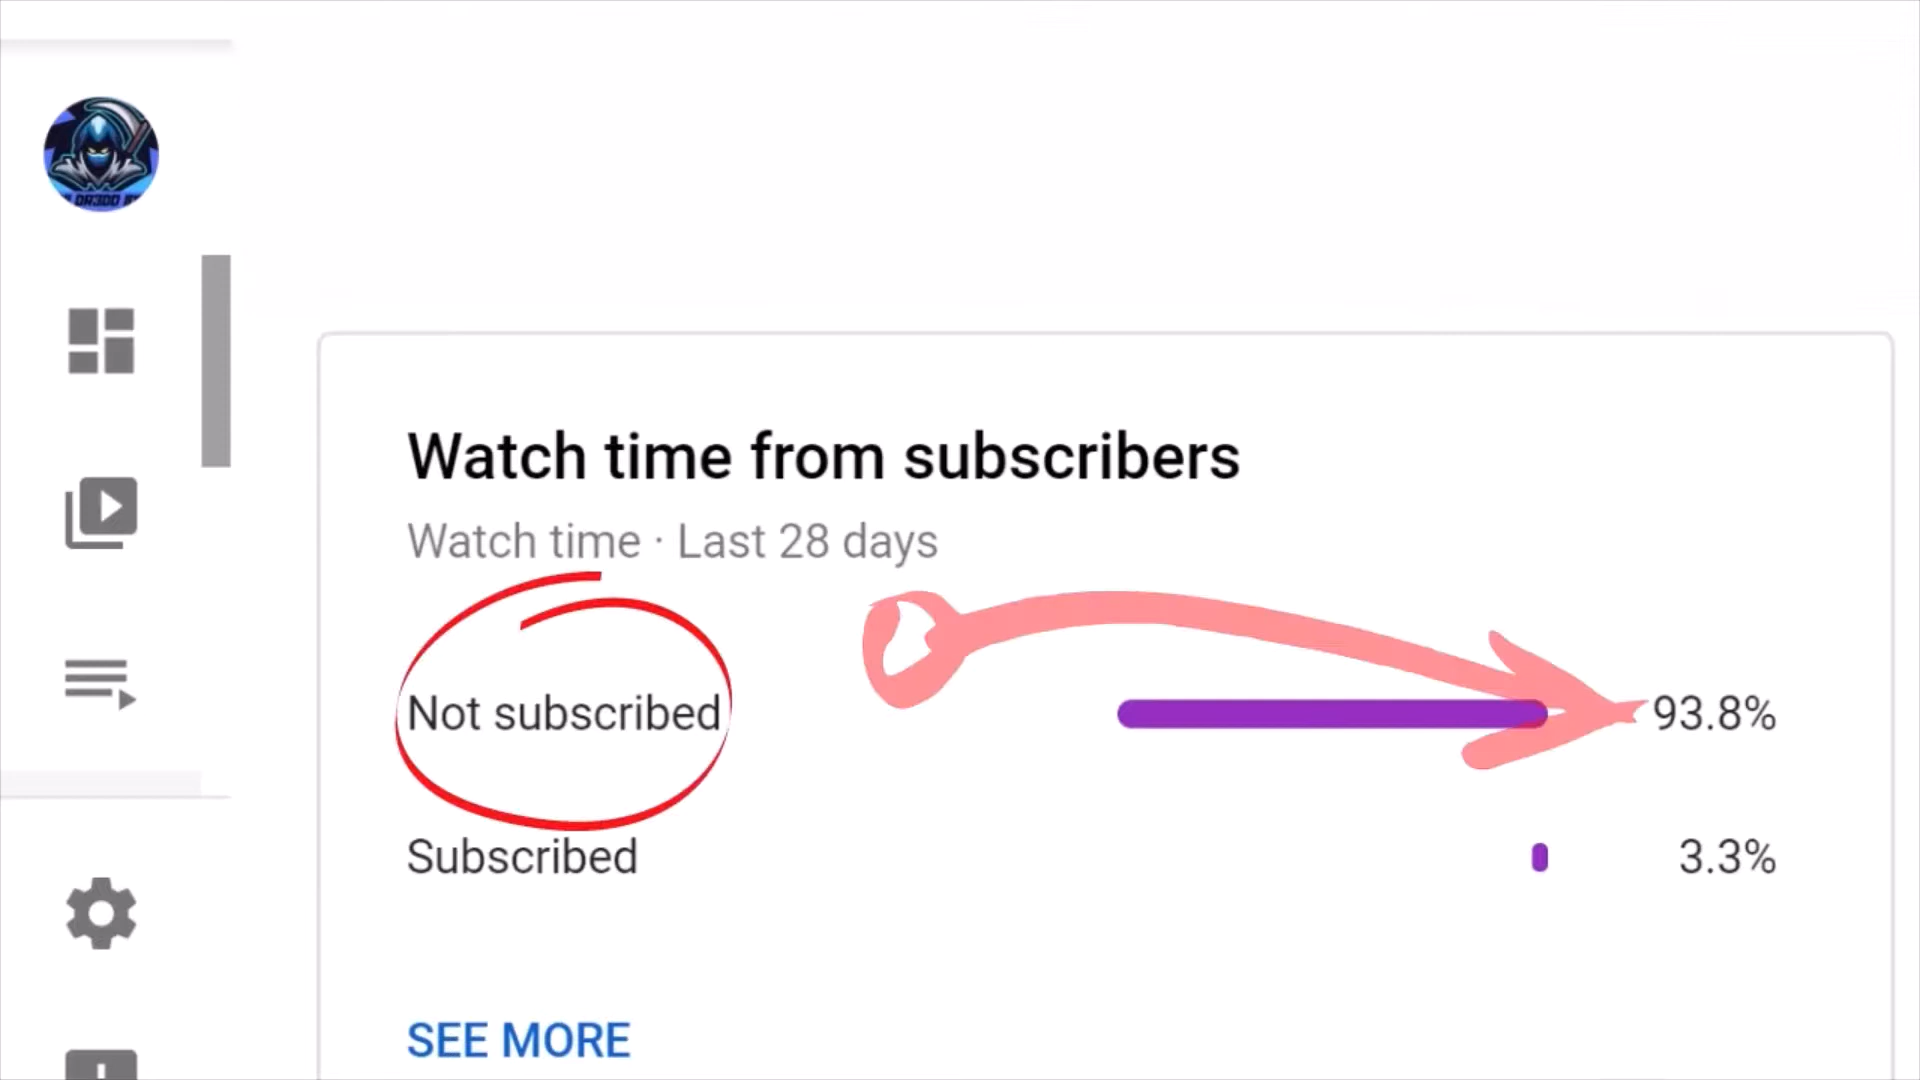 Watch time from subscribers
Watch time · Last 28 days
Not subscribed 93.8%
Subscribed 3.3%
SEE MORE